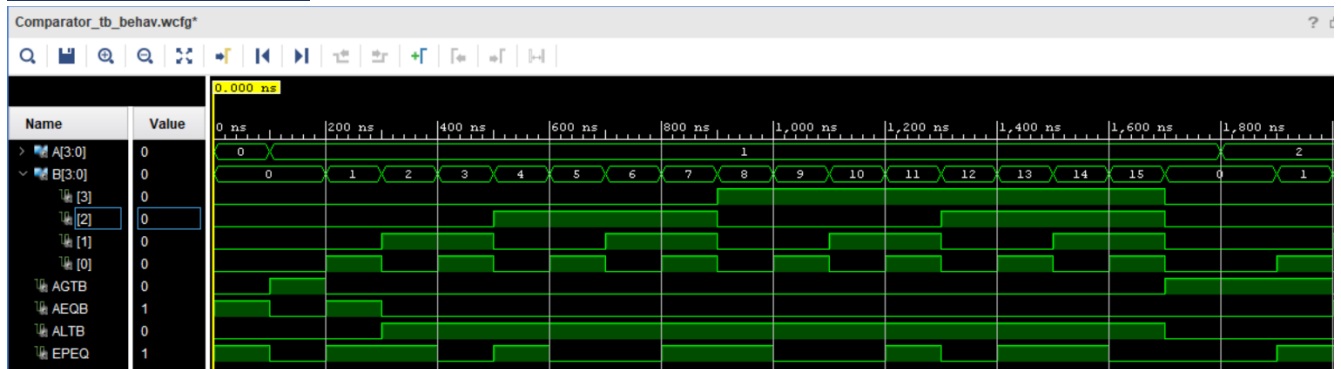 Comparator_tb_behav.wcfg*
?
0.000 ns
Name Value
0 ns 200 ns 400 ns 600 ns 800 ns 1,000 ns 1,200 ns 1,400 ns 1,600 ns 1,800 ns
A[3:0] 0 0 1 2
B[3:0] 0 0 1 2 3 4 5 6 7 8 9 10 11 12 13 14 15 0 1
[3] 0
[2] 0
[1] 0
[0] 0
AGTB 0
AEQB 1
ALTB 0
EPEQ 1